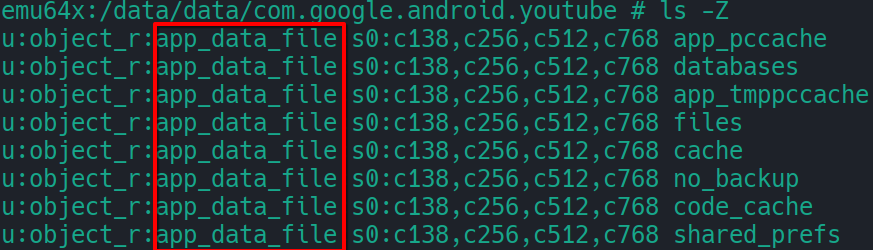 emu64x:/data/data/com.google.android.youtube # ls -Z
u:object_r:app_data_file s0:c138,c256,c512,c768 app_pccache
u:object_r:app_data_file s0:c138,c256,c512,c768 databases
u:object_r:app_data_file s0:c138,c256,c512,c768 app_tmppccache
u:object_r:app_data_file s0:c138,c256,c512,c768 files
u:object_r:app_data_file s0:c138,c256,c512,c768 cache
u:object_r:app_data_file s0:c138,c256,c512,c768 no_backup
u:object_r:app_data_file s0:c138,c256,c512,c768 code_cache
u:object_r:app_data_file s0:c138,c256,c512,c768 shared_prefs